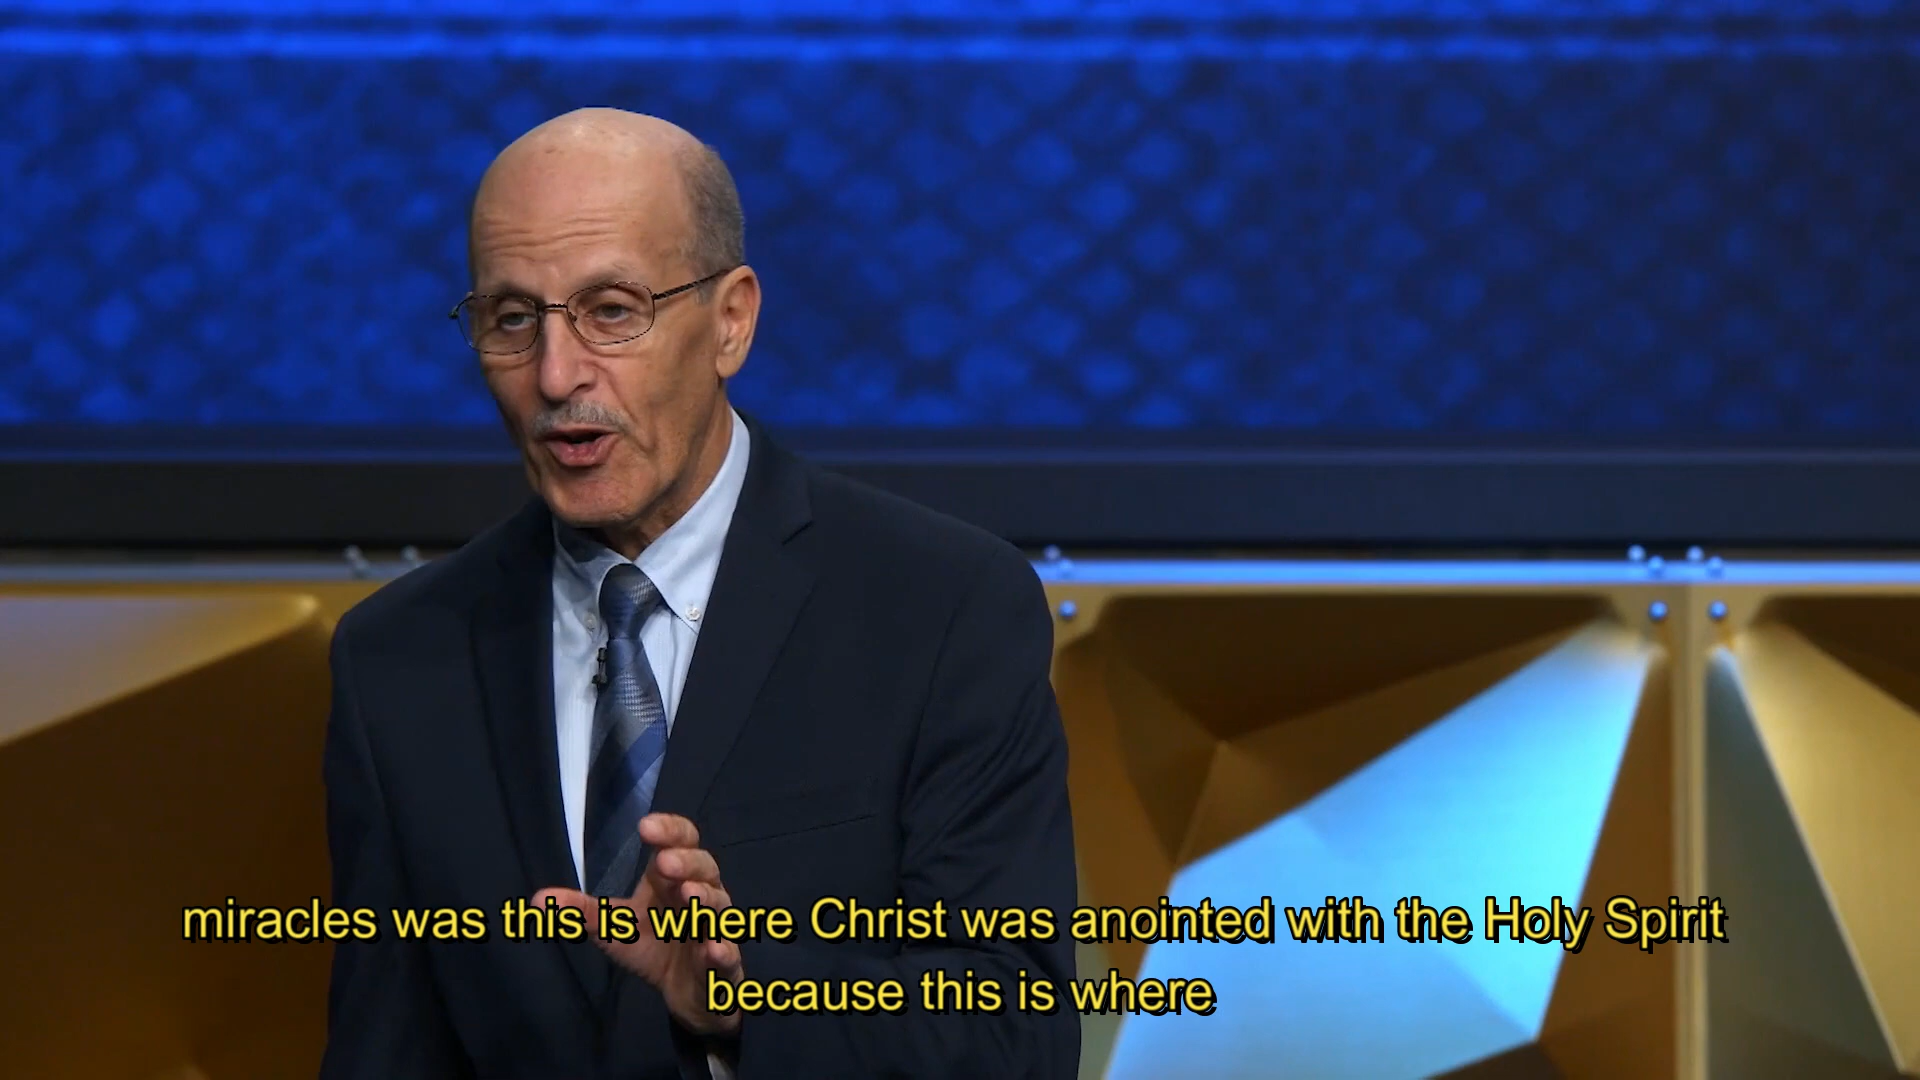 miracles was this is where Christ was anointed with the Holy Spirit
because this is where